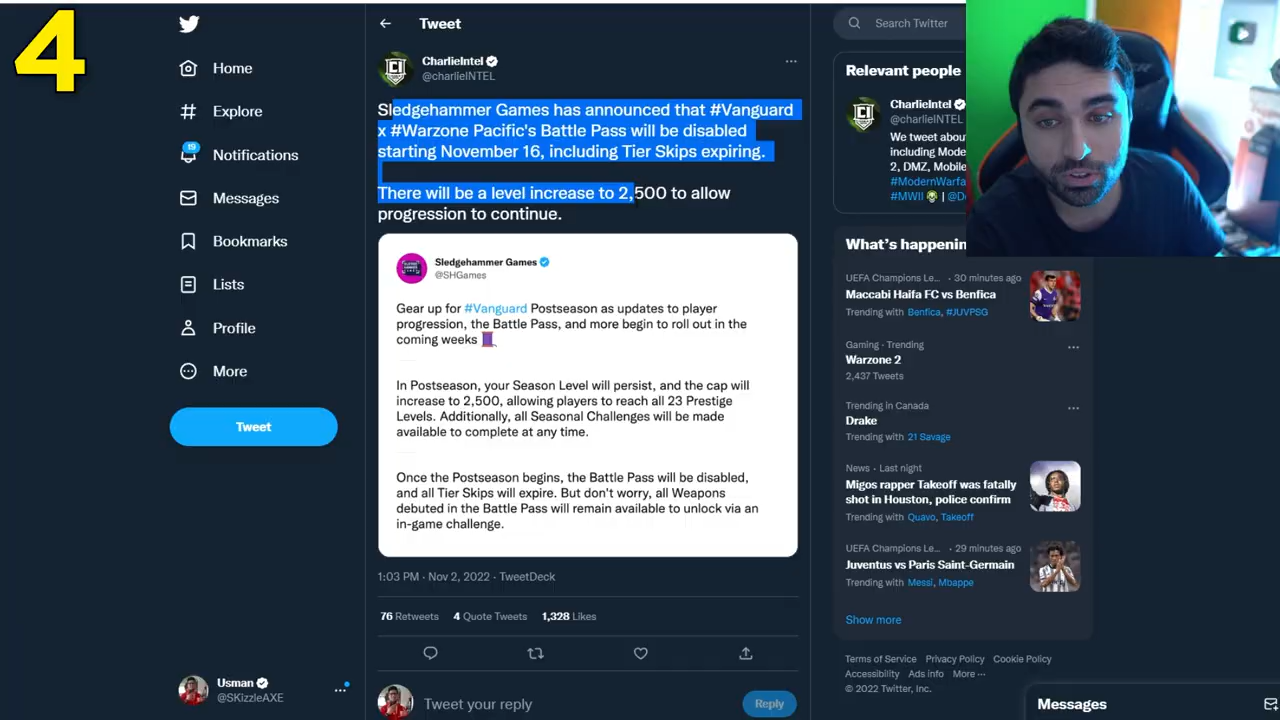 4
Home
Explore
19
Notifications
Messages
Bookmarks
Lists
Profile
More
Tweet
Usman
@SKizzleAXE
Tweet
CharlieIntel
@charlieINTEL
Sledgehammer Games has announced that #Vanguard
x #Warzone Pacific's Battle Pass will be disabled
starting November 16, including Tier Skips expiring.
There will be a level increase to 2,500 to allow
progression to continue.
Sledgehammer Games
@SHGames
Gear up for #Vanguard Postseason as updates to player
progression, the Battle Pass, and more begin to roll out in the
coming weeks
In Postseason, your Season Level will persist, and the cap will
increase to 2,500, allowing players to reach all 23 Prestige
Levels. Additionally, all Seasonal Challenges will be made
available to complete at any time.
Once the Postseason begins, the Battle Pass will be disabled,
and all Tier Skips will expire. But don't worry, all Weapons
debuted in the Battle Pass will remain available to unlock via an
in-game challenge.
1:03 PM · Nov 2, 2022 · TweetDeck
76 Retweets 4 Quote Tweets 1,328 Likes
Tweet your reply
Reply
Search Twitter
Relevant people
CharlieIntel
@charlieINTEL
We tweet about
including Mode
2, DMZ, Mobile
#ModernWarfa
#MWII | @D
What's happenin
UEFA Champions Le... · 30 minutes ago
Maccabi Haifa FC vs Benfica
Trending with Benfica, #JUVPSG
Gaming · Trending
Warzone 2
2,437 Tweets
Trending in Canada
Drake
Trending with 21 Savage
News · Last night
Migos rapper Takeoff was fatally
shot in Houston, police confirm
Trending with Quavo, Takeoff
UEFA Champions Le... · 29 minutes ago
Juventus vs Paris Saint-Germain
Trending with Messi, Mbappe
Show more
Terms of Service Privacy Policy Cookie Policy
Accessibility Ads info More ···
© 2022 Twitter, Inc.
Messages